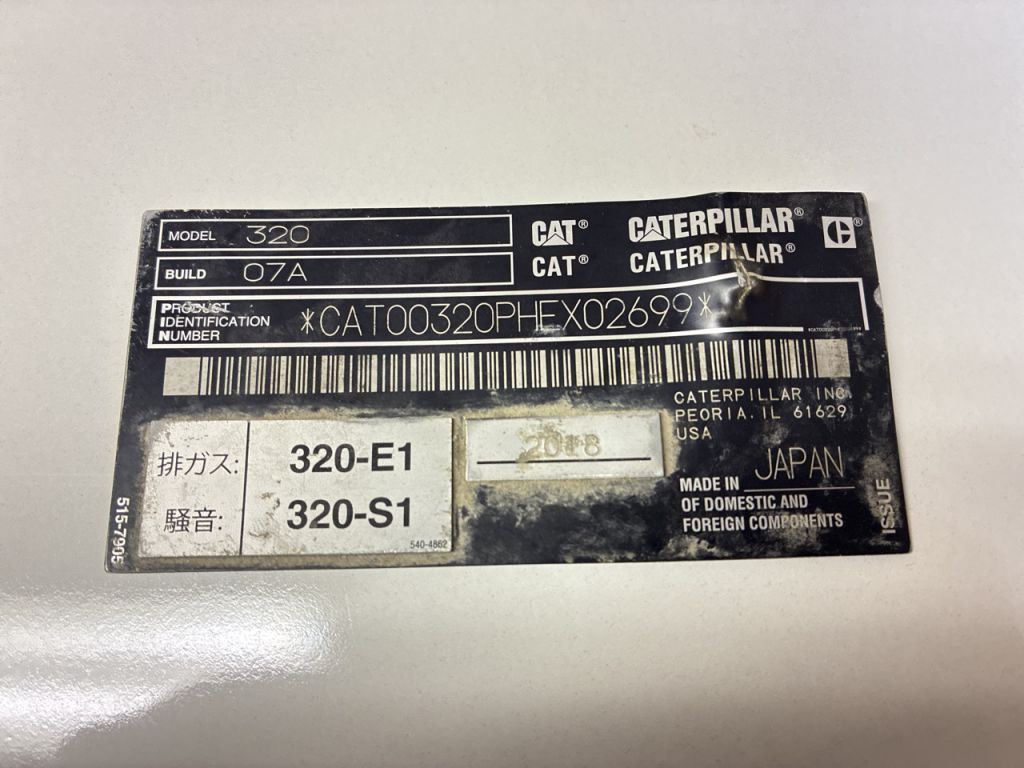 MODEL 320
CAT® CATERPILLAR®
BUILD 07A
CAT® CATERPILLAR®
PRODUCT
IDENTIFICATION
NUMBER
*CAT00320PHEX02699*
CATERPILLAR INC
PEORIA, IL 61629
USA
排ガス: 320-E1
騒音: 320-S1
540-4862
2018
MADE IN JAPAN
OF DOMESTIC AND
FOREIGN COMPONENTS
515-7905
ISSUE